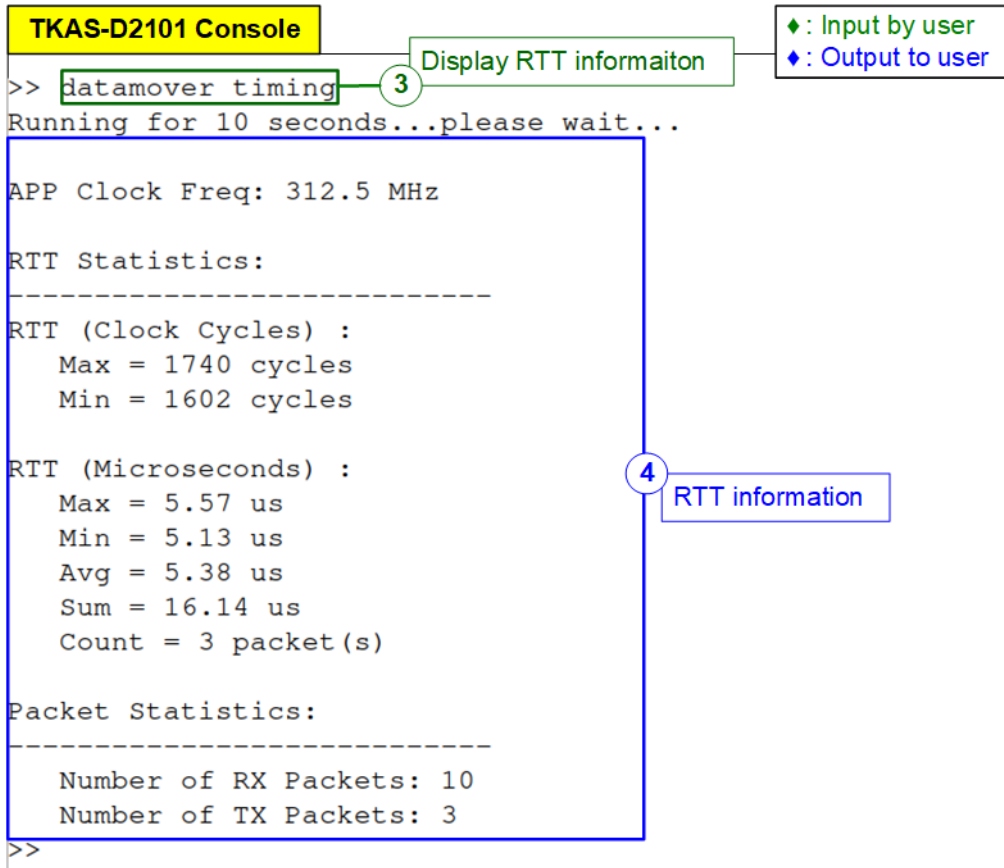 TKAS-D2101 Console
♦ : Input by user
♦ : Output to user
Display RTT informaiton
>> datamover timing
3
Running for 10 seconds...please wait...
APP Clock Freq: 312.5 MHz
RTT Statistics:
----------------------------
RTT (Clock Cycles) :
Max = 1740 cycles
Min = 1602 cycles
RTT (Microseconds) :
Max = 5.57 us
Min = 5.13 us
Avg = 5.38 us
Sum = 16.14 us
Count = 3 packet(s)
4
RTT information
Packet Statistics:
----------------------------
Number of RX Packets: 10
Number of TX Packets: 3
>>